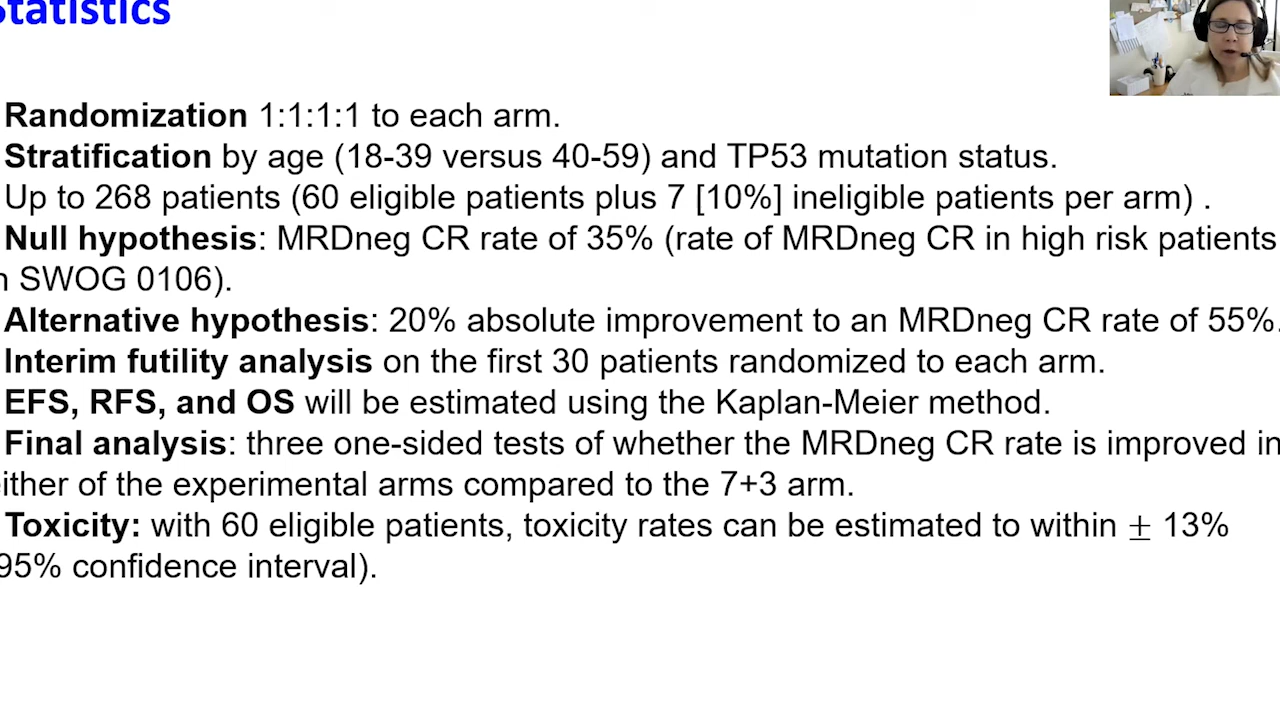 Statistics
Randomization 1:1:1:1 to each arm.
Stratification by age (18-39 versus 40-59) and TP53 mutation status.
Up to 268 patients (60 eligible patients plus 7 [10%] ineligible patients per arm) .
Null hypothesis: MRDneg CR rate of 35% (rate of MRDneg CR in high risk patients
n SWOG 0106).
Alternative hypothesis: 20% absolute improvement to an MRDneg CR rate of 55%.
Interim futility analysis on the first 30 patients randomized to each arm.
EFS, RFS, and OS will be estimated using the Kaplan-Meier method.
Final analysis: three one-sided tests of whether the MRDneg CR rate is improved in
either of the experimental arms compared to the 7+3 arm.
Toxicity: with 60 eligible patients, toxicity rates can be estimated to within ± 13%
95% confidence interval).